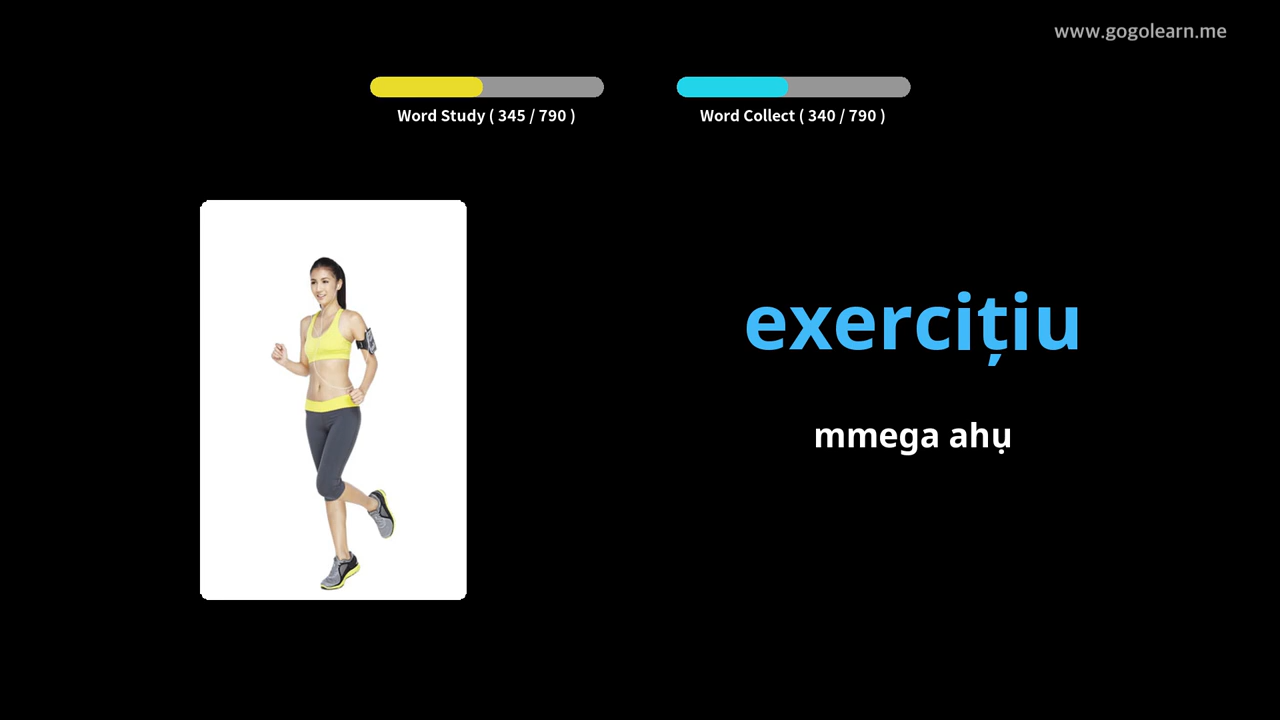 www.gogolearn.me
Word Study ( 345 / 790 )
Word Collect ( 340 / 790 )
exercițiu
mmega ahụ